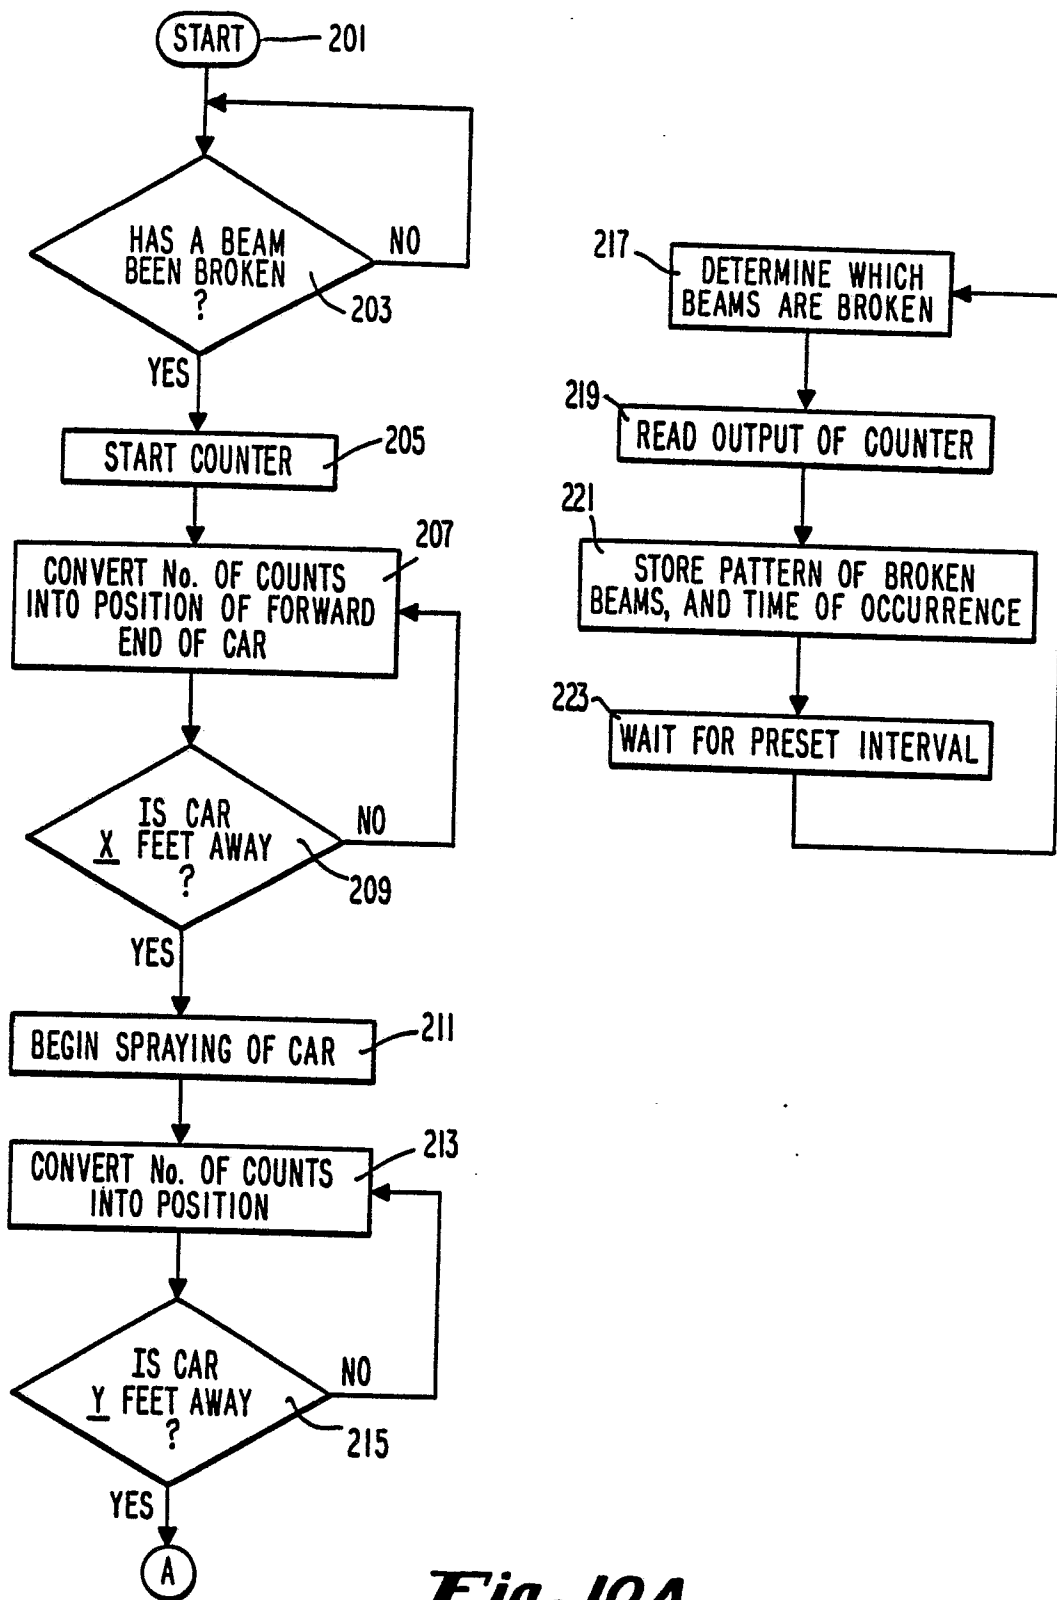 START
201
HAS A BEAM
BEEN BROKEN
?
203
NO
YES
START COUNTER
205
207
CONVERT No. OF COUNTS
INTO POSITION OF FORWARD
END OF CAR
IS CAR
X FEET AWAY
?
209
NO
YES
BEGIN SPRAYING OF CAR
211
213
CONVERT No. OF COUNTS
INTO POSITION
IS CAR
Y FEET AWAY
?
215
NO
YES
A
217
DETERMINE WHICH
BEAMS ARE BROKEN
219
READ OUTPUT OF COUNTER
221
STORE PATTERN OF BROKEN
BEAMS, AND TIME OF OCCURRENCE
223
WAIT FOR PRESET INTERVAL
Fig. 10A